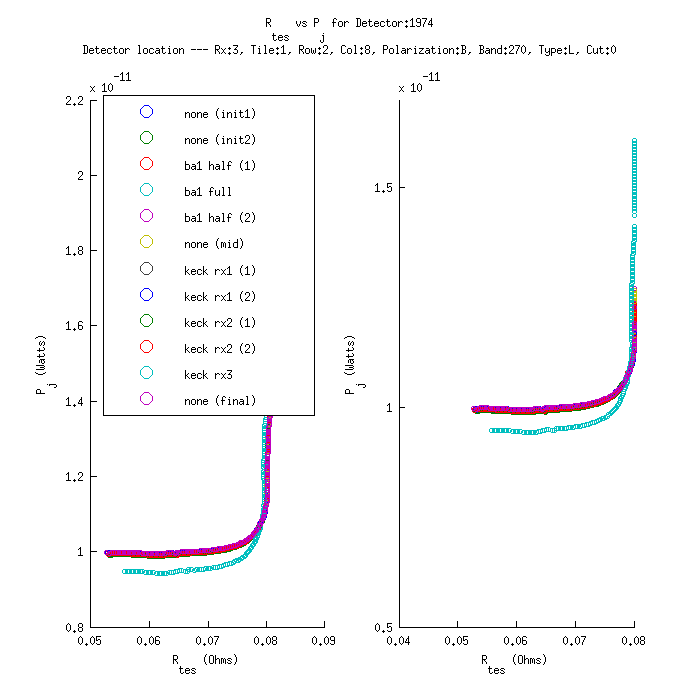 R tes vs P j for Detector:1974
Detector location --- Rx:3, Tile:1, Row:2, Col:8, Polarization:B, Band:270, Type:L, Cut:0
x 10 -11
2.2
2
1.8
1.6
1.4
1.2
1
0.8
0.05 0.06 0.07 0.08 0.09
P j (Watts)
R tes (Ohms)
none (init1)
none (init2)
ba1 half (1)
ba1 full
ba1 half (2)
none (mid)
keck rx1 (1)
keck rx1 (2)
keck rx2 (1)
keck rx2 (2)
keck rx3
none (final)
x 10 -11
1.5
1
0.5
0.04 0.05 0.06 0.07 0.08
P j (Watts)
R tes (Ohms)